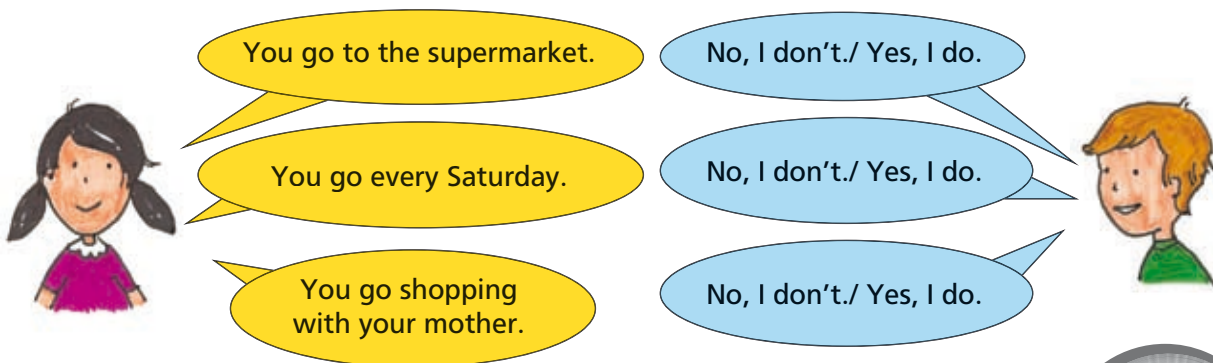 You go to the supermarket.
No, I don't./ Yes, I do.
You go every Saturday.
No, I don't./ Yes, I do.
You go shopping
with your mother.
No, I don't./ Yes, I do.